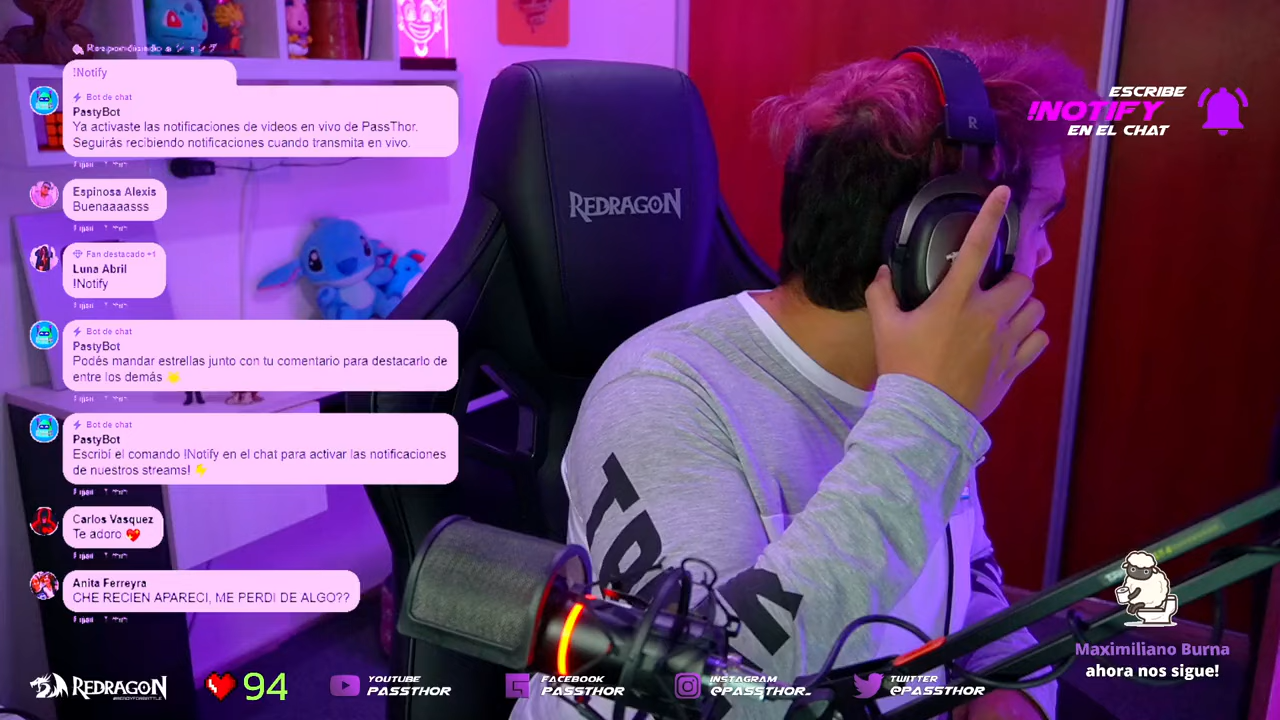 !Notify
Bot de chat
PastyBot
Ya activaste las notificaciones de videos en vivo de PassThor.
Seguirás recibiendo notificaciones cuando transmita en vivo.
Espinosa Alexis
Buenaaaasss
Fan destacado +1
Luna Abril
!Notify
Bot de chat
PastyBot
Podés mandar estrellas junto con tu comentario para destacarlo de
entre los demás
Bot de chat
PastyBot
Escribí el comando !Notify en el chat para activar las notificaciones
de nuestros streams!
Carlos Vasquez
Te adoro
Anita Ferreyra
CHE RECIEN APARECI, ME PERDI DE ALGO??
REDRAGON
R
ESCRIBE
!NOTIFY
EN EL CHAT
Maximiliano Burna
ahora nos sigue!
REDRAGON
94
YOUTUBE
PASSTHOR
FACEBOOK
PASSTHOR
INSTAGRAM
@PASSTHOR_
TWITTER
@PASSTHOR